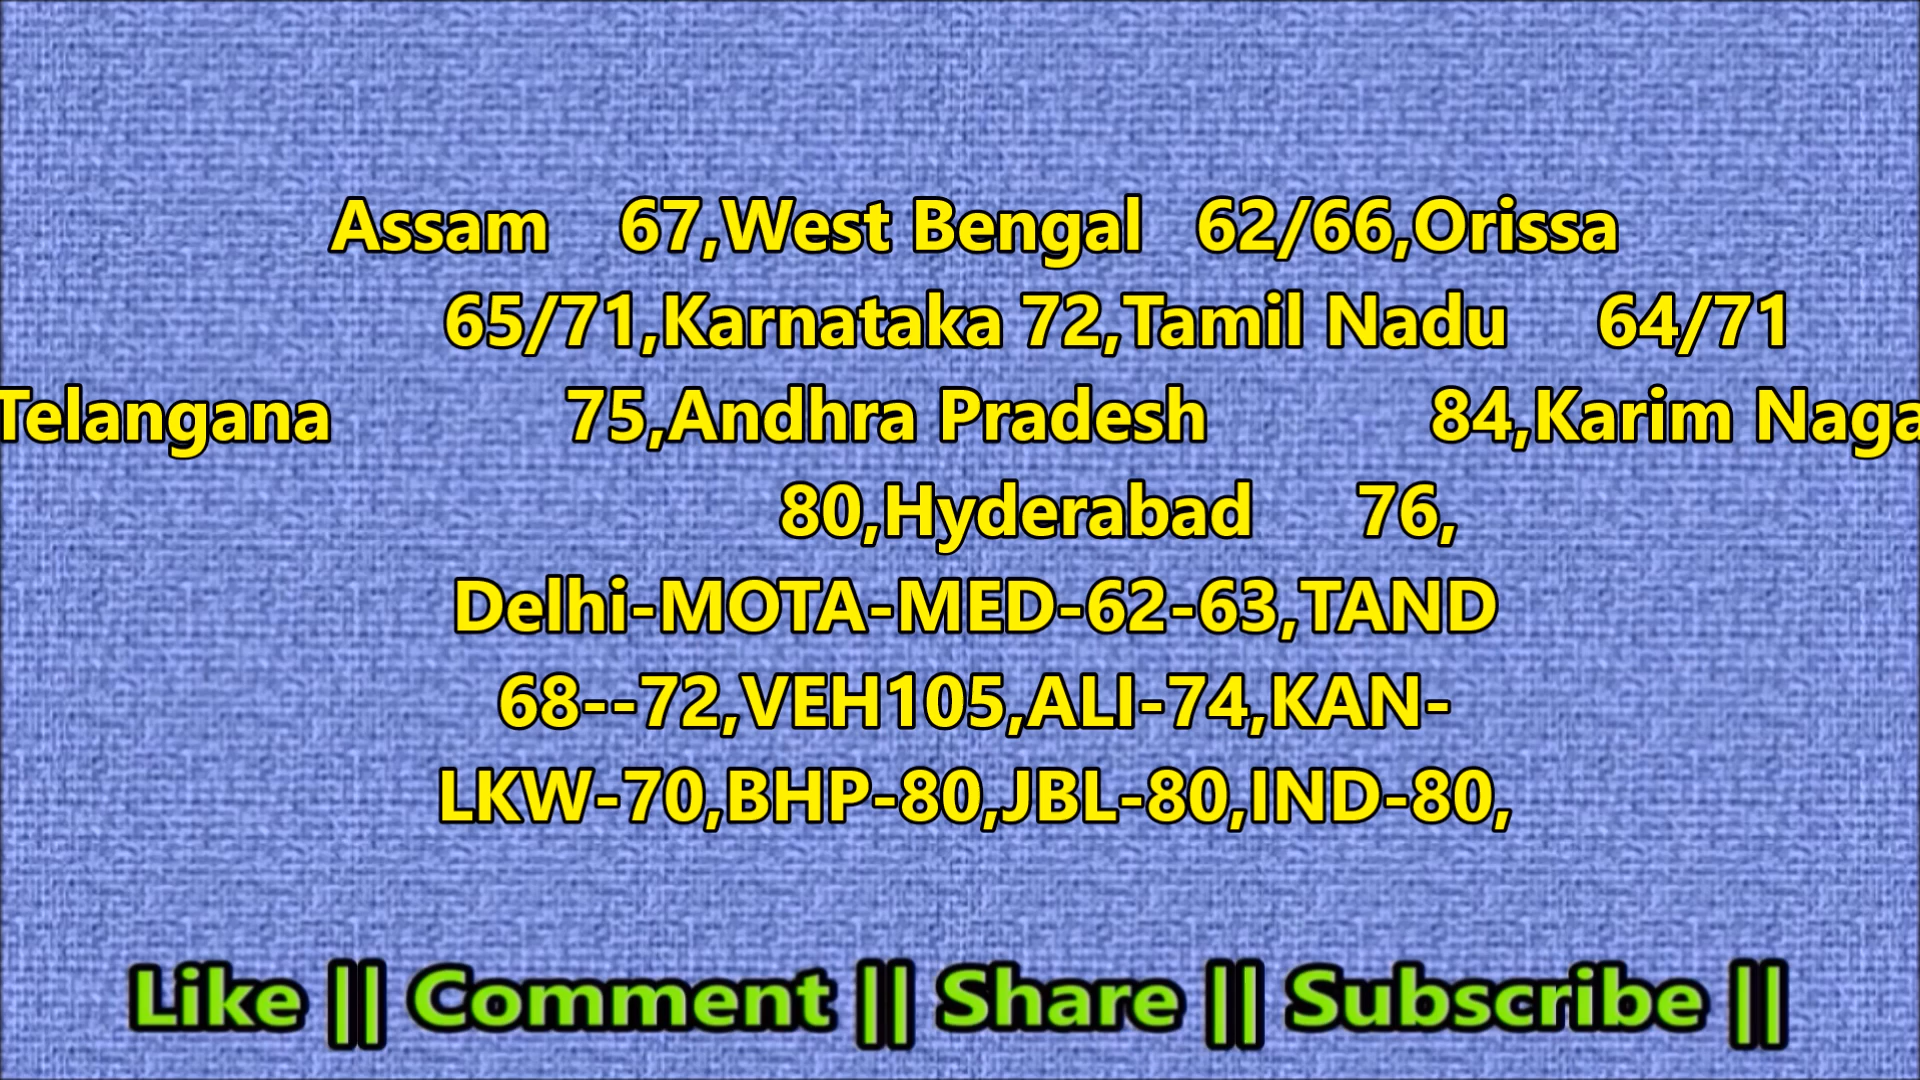 Assam 67,West Bengal 62/66,Orissa
65/71,Karnataka 72,Tamil Nadu 64/71
Telangana 75,Andhra Pradesh 84,Karim Naga
80,Hyderabad 76,
Delhi-MOTA-MED-62-63,TAND
68--72,VEH105,ALI-74,KAN-
LKW-70,BHP-80,JBL-80,IND-80,
Like || Comment || Share || Subscribe ||